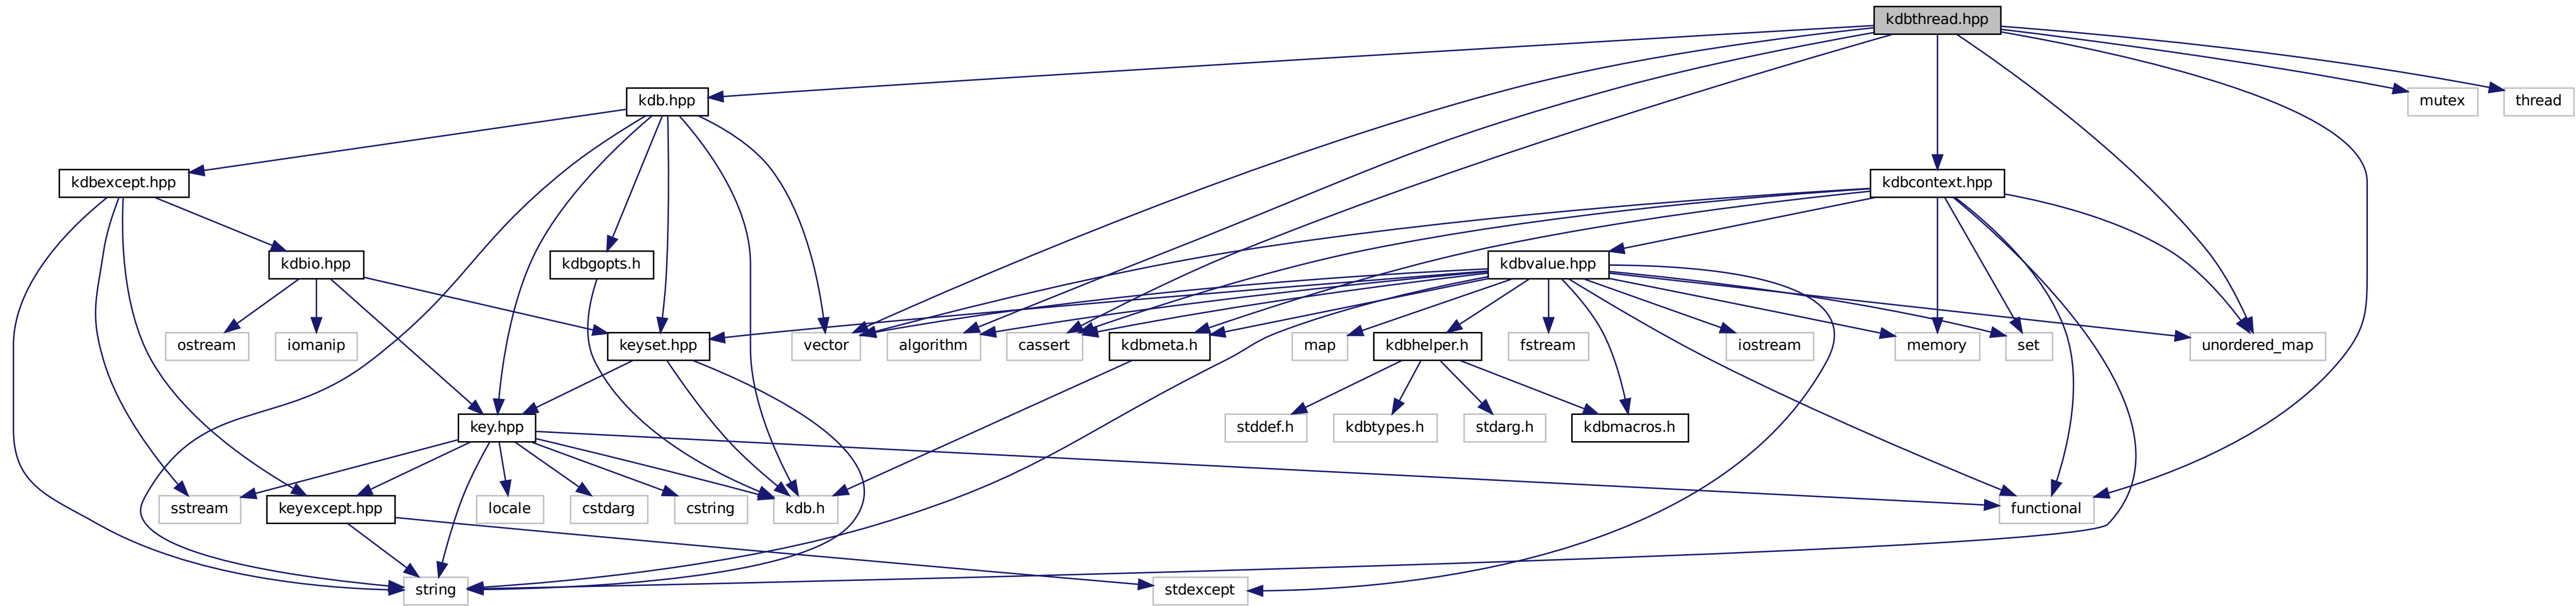 kdbthread.hpp
kdb.hpp
mutex
thread
kdbexcept.hpp
kdbcontext.hpp
kdbio.hpp
kdbgopts.h
kdbvalue.hpp
ostream
iomanip
keyset.hpp
vector
algorithm
cassert
kdbmeta.h
map
kdbhelper.h
fstream
iostream
memory
set
unordered_map
key.hpp
stddef.h
kdbtypes.h
stdarg.h
kdbmacros.h
sstream
keyexcept.hpp
locale
cstdarg
cstring
kdb.h
functional
string
stdexcept